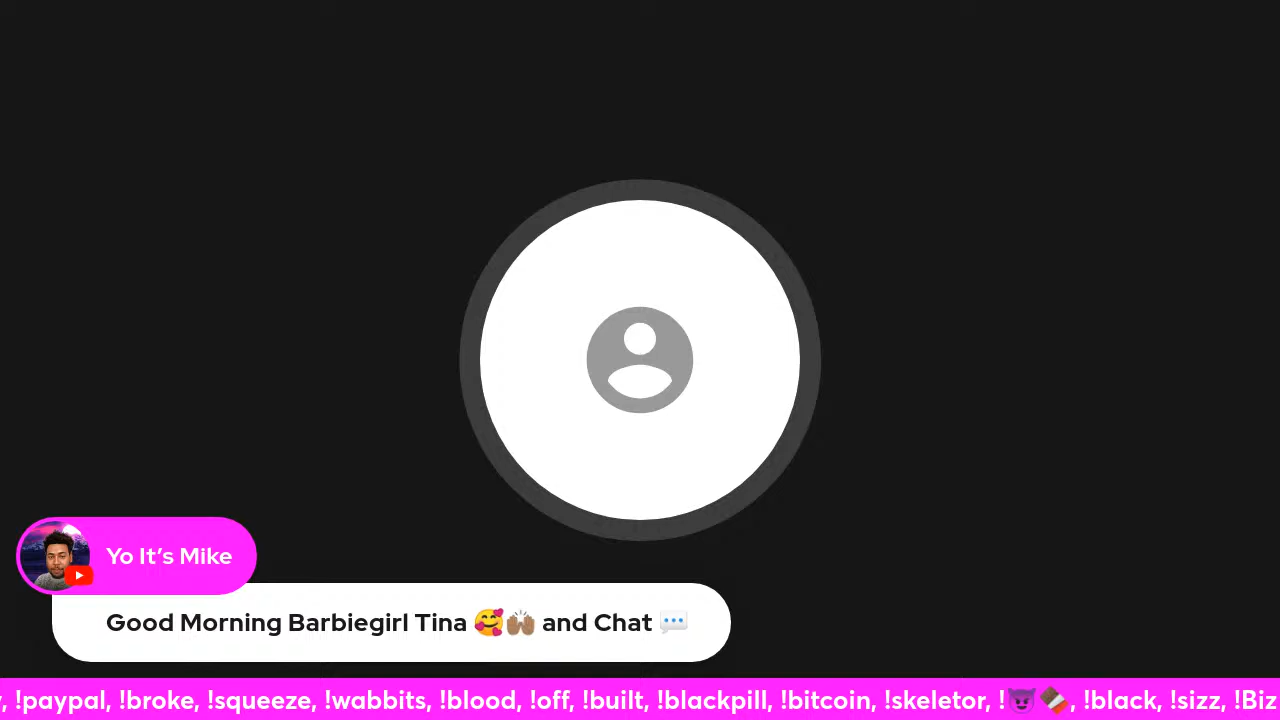 Yo It’s Mike
Good Morning Barbiegirl Tina 🥰🙌🏽 and Chat 💬
, !paypal, !broke, !squeeze, !wabbits, !blood, !off, !built, !blackpill, !bitcoin, !skeletor, !😈🍫, !black, !sizz, !Biz